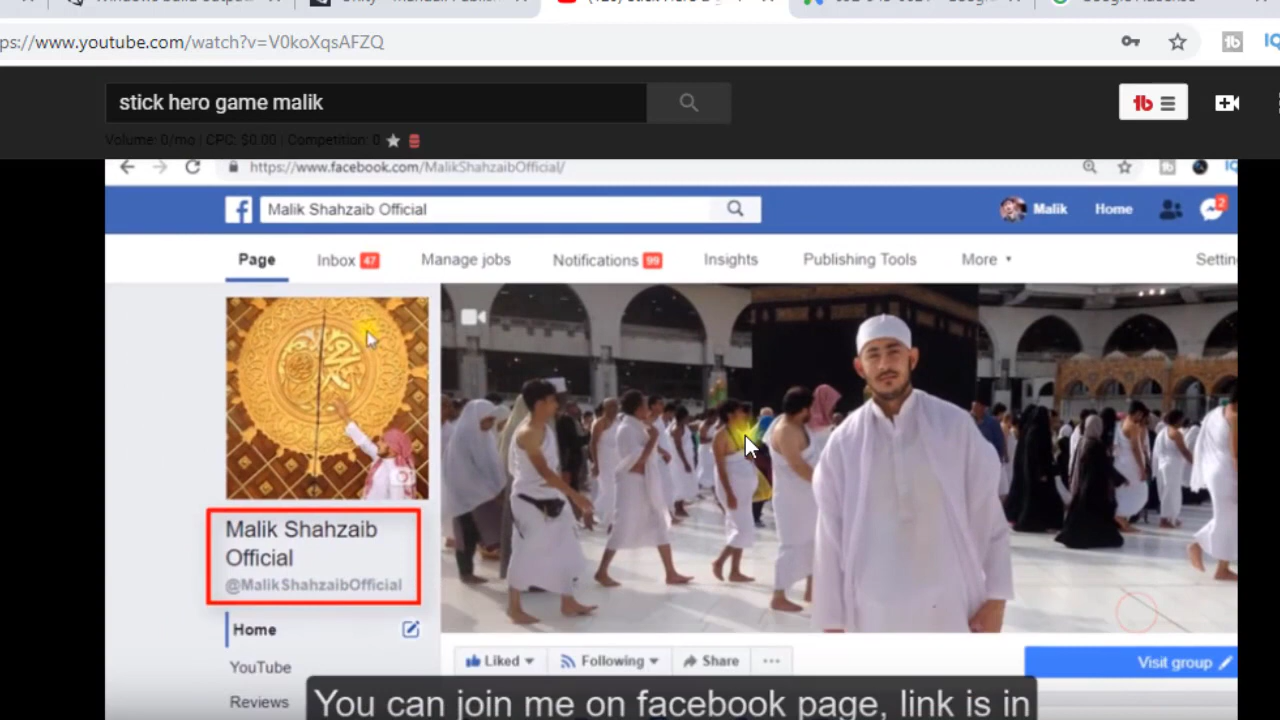 ps://www.youtube.com/watch?v=V0koXqsAFZQ
stick hero game malik
Volume: 0/mo | CPC: $0.00 | Competition: 0
https://www.facebook.com/MalikShahzaibOfficial/
Malik Shahzaib Official
Malik Home 2
Page Inbox 47 Manage jobs Notifications 99 Insights Publishing Tools More Settin
Malik Shahzaib
Official
@MalikShahzaibOfficial
Home
YouTube
Reviews
Liked Following Share ...
Visit group
You can join me on facebook page, link is in